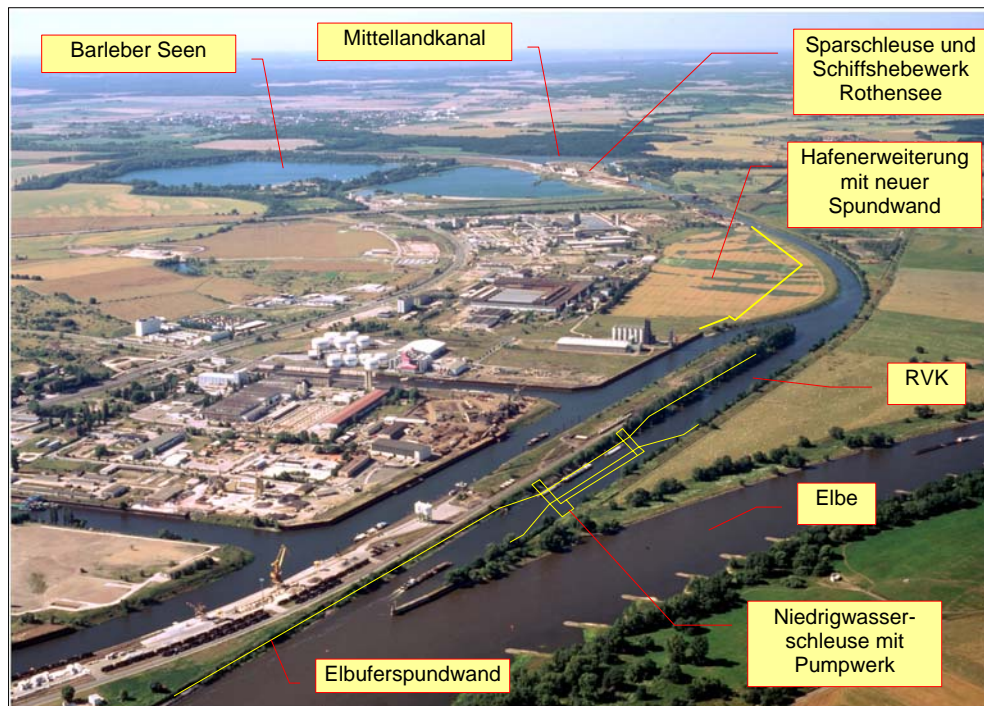 Barleber Seen
Mittellandkanal
Sparschleuse und
Schiffshebewerk
Rothensee
Hafenerweiterung
mit neuer
Spundwand
RVK
Elbe
Niedrigwasser-
schleuse mit
Pumpwerk
Elbuferspundwand